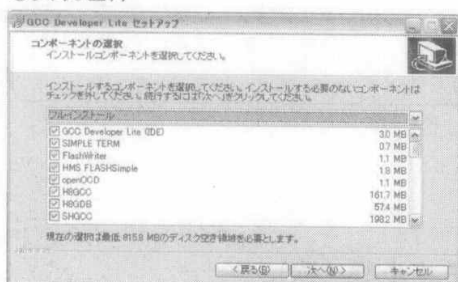 GCC Developer Lite セットアップ
コンポーネントの選択
インストールコンポーネントを選択してください。
インストールするコンポーネントを選択してください。インストールする必要のないコンポーネントは
チェックを外してください。続行するには「次へ」をクリックしてください。
フルインストール
GCC Developer Lite (IDE) 3.0 MB
SIMPLE TERM 0.7 MB
FlashWriter 1.1 MB
HMS FLASHSimple 1.8 MB
openOCD 1.1 MB
H8GCC 161.7 MB
H8GDB 57.4 MB
SHGCC 198.2 MB
現在の選択は最低 815.8 MBのディスク空き領域を必要とします。
< 戻る(B) 次へ(N) > キャンセル